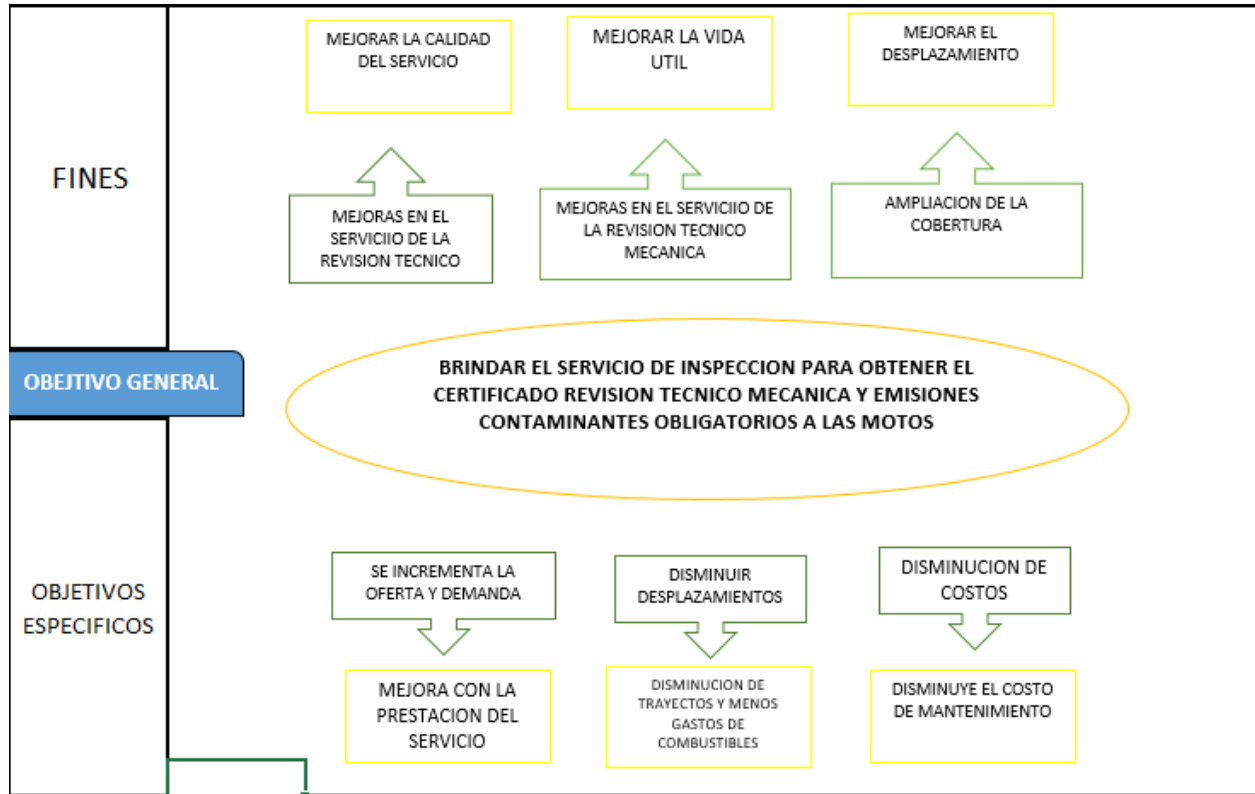 MEJORAR LA CALIDAD
DEL SERVICIO
MEJORAR LA VIDA
UTIL
MEJORAR EL
DESPLAZAMIENTO
FINES
MEJORAS EN EL
SERVICIIO DE LA
REVISION TECNICO
MEJORAS EN EL SERVICIIO DE
LA REVISION TECNICO
MECANICA
AMPLIACION DE LA
COBERTURA
OBEJTIVO GENERAL
BRINDAR EL SERVICIO DE INSPECCION PARA OBTENER EL
CERTIFICADO REVISION TECNICO MECANICA Y EMISIONES
CONTAMINANTES OBLIGATORIOS A LAS MOTOS
OBJETIVOS
ESPECIFICOS
SE INCREMENTA LA
OFERTA Y DEMANDA
DISMINUIR
DESPLAZAMIENTOS
DISMINUCION DE
COSTOS
MEJORA CON LA
PRESTACION DEL
SERVICIO
DISMINUCION DE
TRAYECTOS Y MENOS
GASTOS DE
COMBUSTIBLES
DISMINUYE EL COSTO
DE MANTENIMIENTO